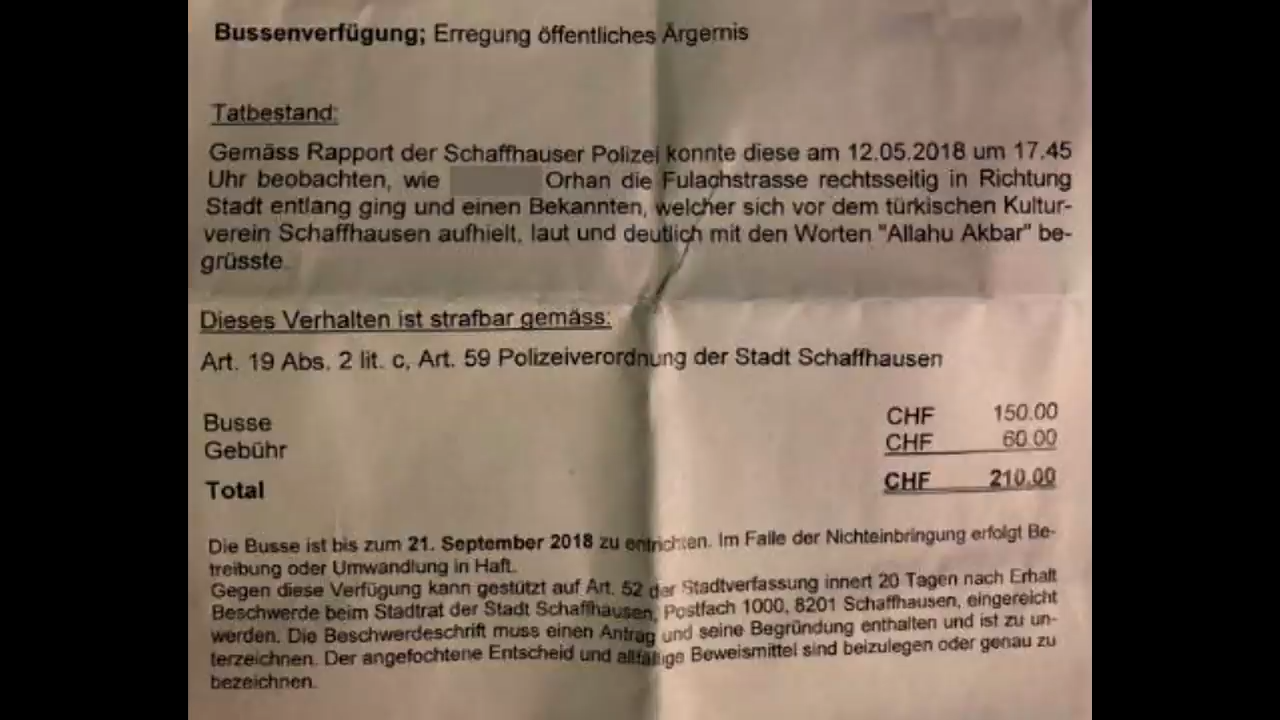 Bussenverfügung; Erregung öffentliches Ärgernis
Tatbestand:
Gemäss Rapport der Schaffhauser Polizei konnte diese am 12.05.2018 um 17.45
Uhr beobachten, wie Orhan die Fulachstrasse rechtsseitig in Richtung
Stadt entlang ging und einen Bekannten, welcher sich vor dem türkischen Kultur-
verein Schaffhausen aufhielt, laut und deutlich mit den Worten "Allahu Akbar" be-
grüsste.
Dieses Verhalten ist strafbar gemäss:
Art. 19 Abs. 2 lit. c, Art. 59 Polizeiverordnung der Stadt Schaffhausen
Busse CHF 150.00
Gebühr CHF 60.00
Total CHF 210.00
Die Busse ist bis zum 21. September 2018 zu entrichten. Im Falle der Nichteinbringung erfolgt Be-
treibung oder Umwandlung in Haft.
Gegen diese Verfügung kann gestützt auf Art. 52 der Stadtverfassung innert 20 Tagen nach Erhalt
Beschwerde beim Stadtrat der Stadt Schaffhausen, Postfach 1000, 8201 Schaffhausen, eingereicht
werden. Die Beschwerdeschrift muss einen Antrag und seine Begründung enthalten und ist zu un-
terzeichnen. Der angefochtene Entscheid und allfällige Beweismittel sind beizulegen oder genau zu
bezeichnen.